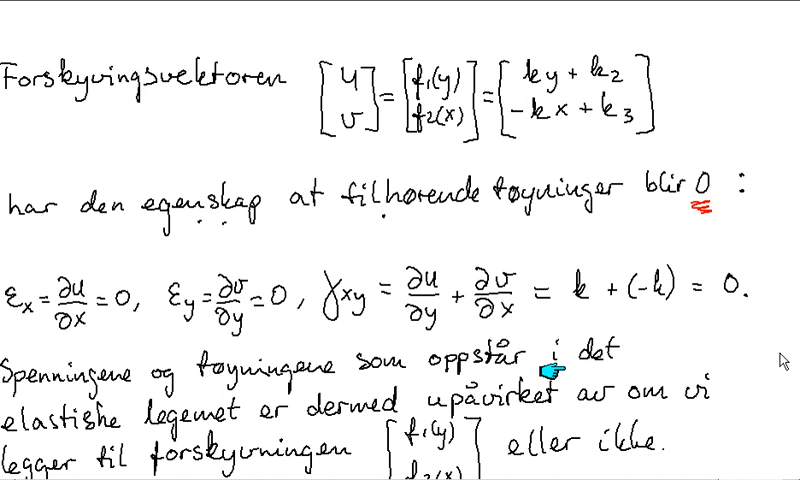 Forskyvingsvektoren [u v] = [f₁(y) f₂(x)] = [ky + k₂ -kx + k₃]
har den egenskap at tilhørende tøyninger blir 0 :
εx = ∂u/∂x = 0, εy = ∂v/∂y = 0, γxy = ∂u/∂y + ∂v/∂x = k + (-k) = 0.
Spenningene og tøyningene som oppstår i det
elastiske legemet er dermed upåvirket av om vi
legger til forskyvningen [f₁(y) f₂(x)] eller ikke.